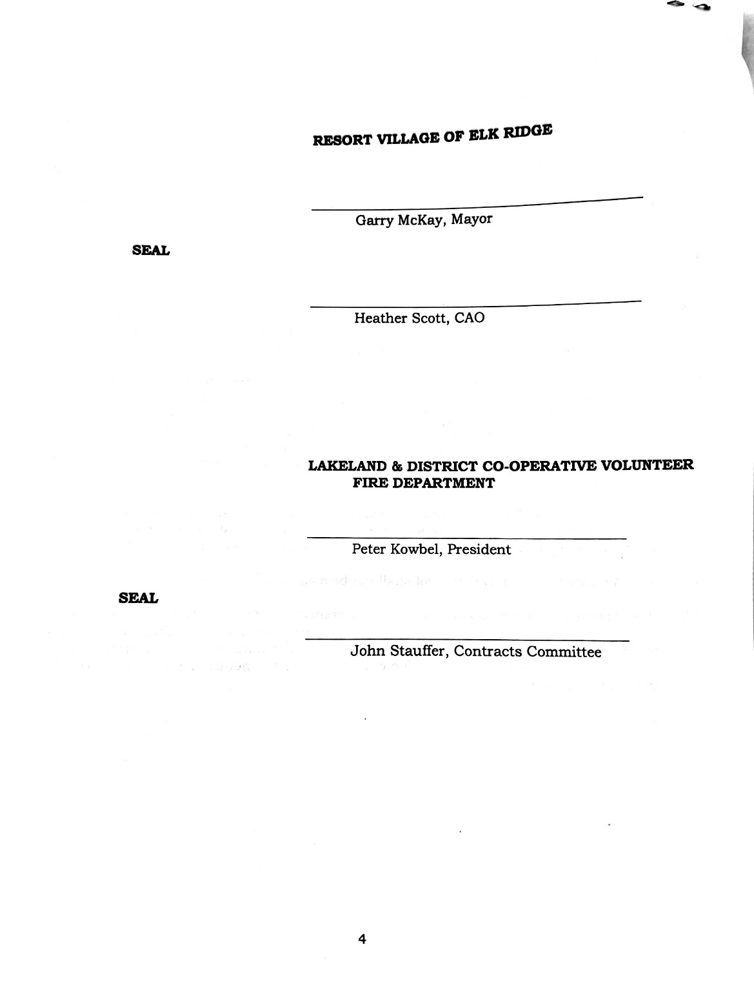 RESORT VILLAGE OF ELK RIDGE
Garry McKay, Mayor
SEAL
Heather Scott, CAO
LAKELAND & DISTRICT CO-OPERATIVE VOLUNTEER
FIRE DEPARTMENT
Peter Kowbel, President
SEAL
John Stauffer, Contracts Committee
4